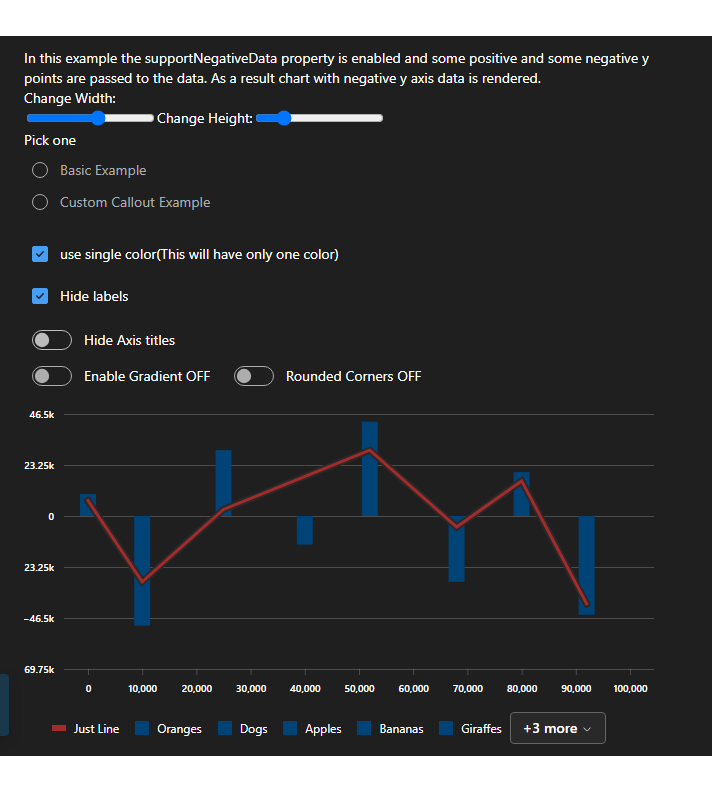 In this example the supportNegativeData property is enabled and some positive and some negative y
points are passed to the data. As a result chart with negative y axis data is rendered.
Change Width:
Change Height:
Pick one
Basic Example
Custom Callout Example
use single color(This will have only one color)
Hide labels
Hide Axis titles
Enable Gradient OFF Rounded Corners OFF
46.5k
23.25k
0
23.25k
−46.5k
69.75k
0 10,000 20,000 30,000 40,000 50,000 60,000 70,000 80,000 90,000 100,000
Just Line Oranges Dogs Apples Bananas Giraffes +3 more